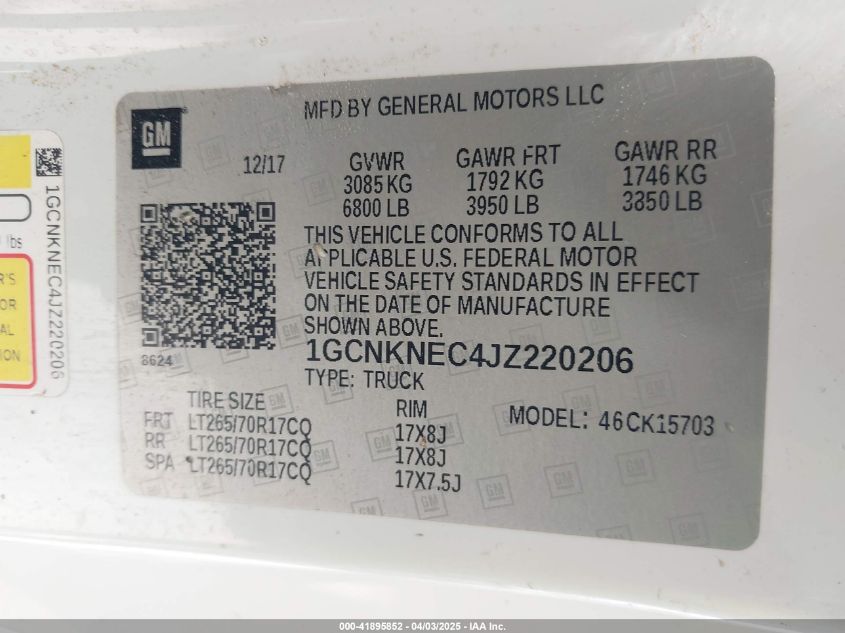 GM
MFD BY GENERAL MOTORS LLC
12/17
GVWR GAWR FRT GAWR RR
3085 KG 1792 KG 1746 KG
6800 LB 3950 LB 3850 LB
THIS VEHICLE CONFORMS TO ALL
APPLICABLE U.S. FEDERAL MOTOR
VEHICLE SAFETY STANDARDS IN EFFECT
ON THE DATE OF MANUFACTURE
SHOWN ABOVE.
8624
1GCNKNEC4JZ220206
TYPE: TRUCK
TIRE SIZE RIM
MODEL: 46CK15703
FRT LT265/70R17CQ 17X8J
RR LT265/70R17CQ 17X8J
SPA LT265/70R17CQ 17X7.5J
1GCNKNEC4JZ220206
lbs
R'S
OR
AL
ION
000-41895852 - 04/03/2025 - IAA Inc.